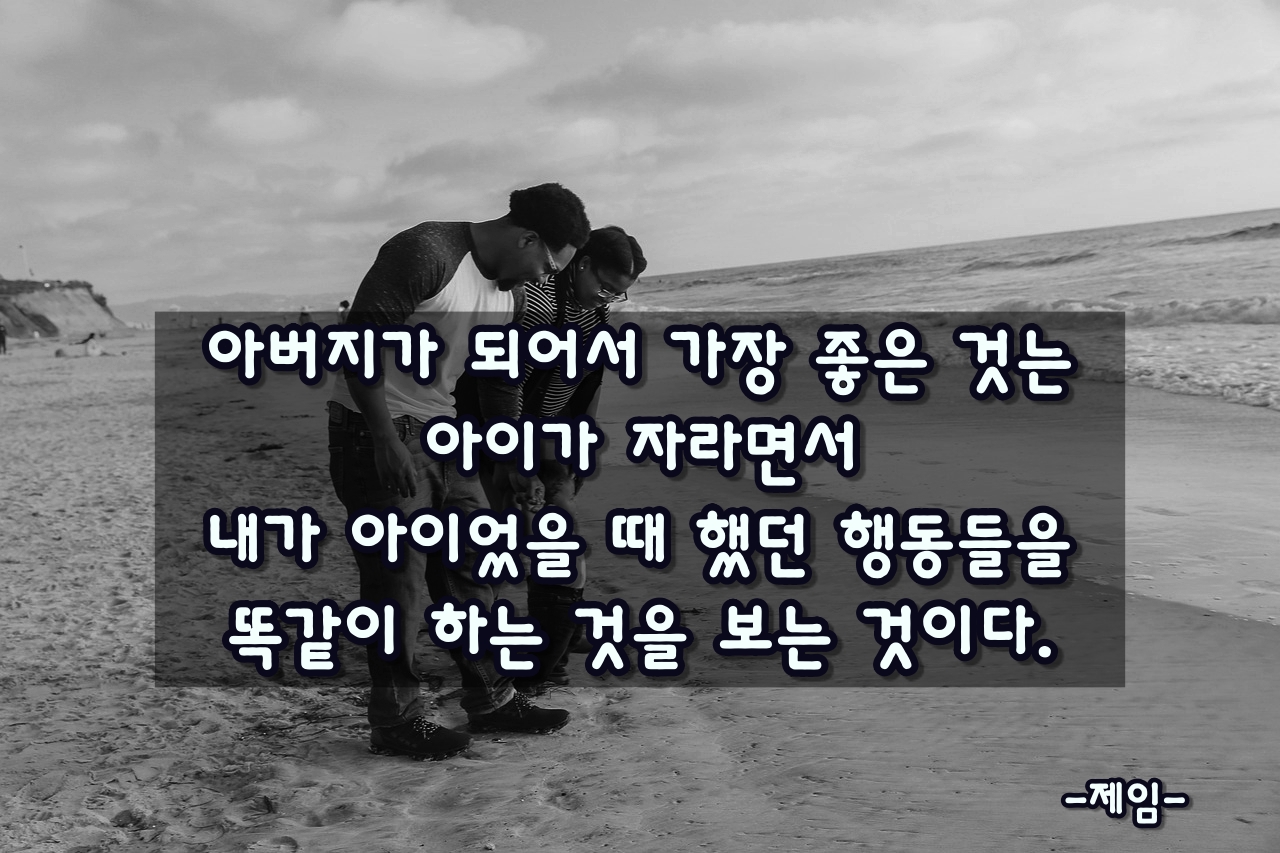 아버지가 되어서 가장 좋은 것는
아이가 자라면서
내가 아이었을 때 했던 행동들을
똑같이 하는 것을 보는 것이다.
-제임-